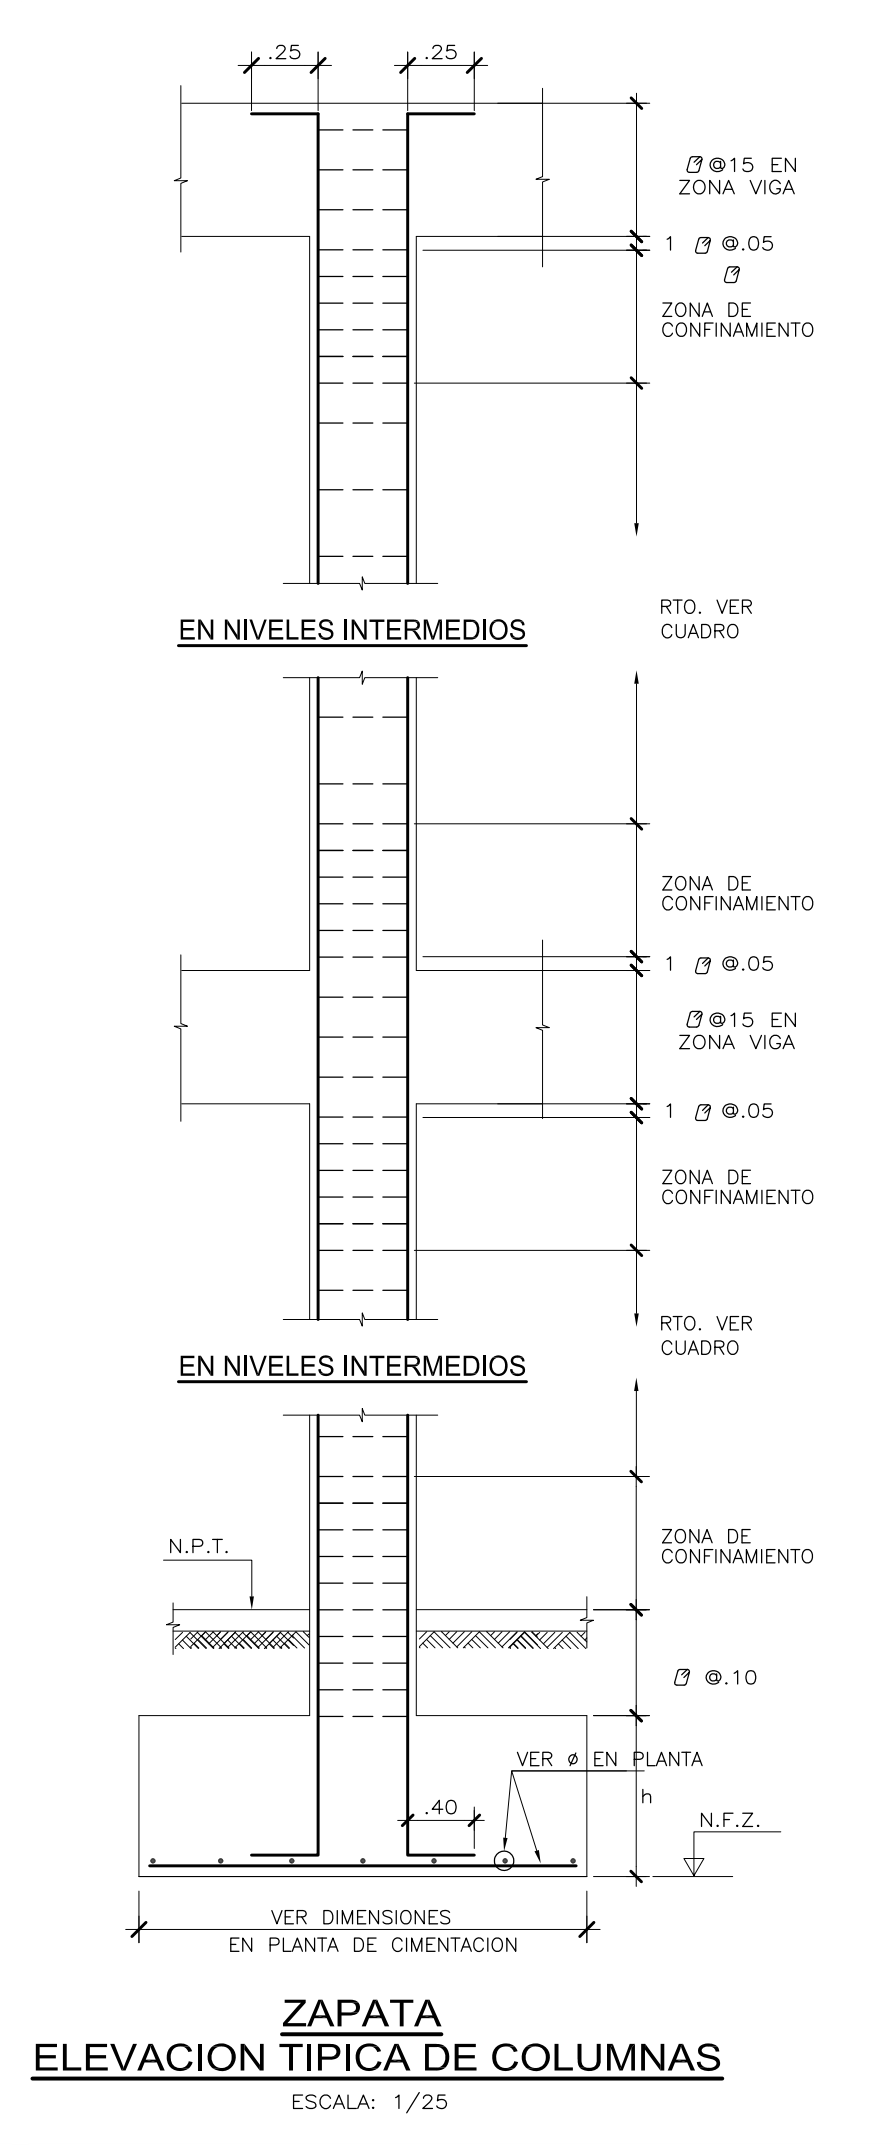 .25
.25
@15 EN
ZONA VIGA
1 @.05
ZONA DE
CONFINAMIENTO
RTO. VER
CUADRO
EN NIVELES INTERMEDIOS
ZONA DE
CONFINAMIENTO
1 @.05
@15 EN
ZONA VIGA
1 @.05
ZONA DE
CONFINAMIENTO
RTO. VER
CUADRO
EN NIVELES INTERMEDIOS
N.P.T.
ZONA DE
CONFINAMIENTO
@.10
VER ø EN PLANTA
h
.40
N.F.Z.
VER DIMENSIONES
EN PLANTA DE CIMENTACION
ZAPATA
ELEVACION TIPICA DE COLUMNAS
ESCALA: 1/25